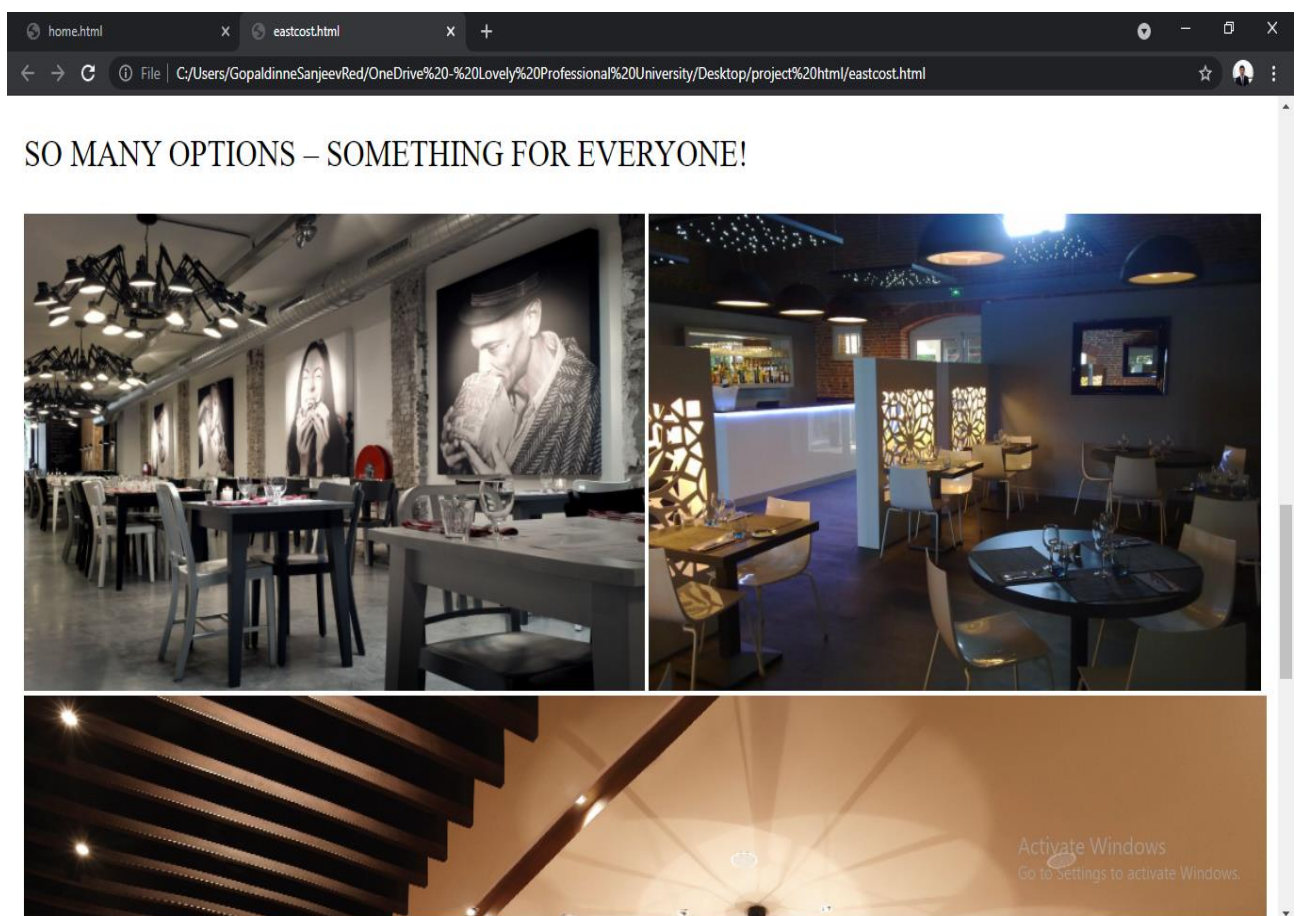 home.html
eastcost.html
File
C:/Users/GopaldinneSanjeevRed/OneDrive%20-%20Lovely%20Professional%20University/Desktop/project%20html/eastcost.html
SO MANY OPTIONS – SOMETHING FOR EVERYONE!
Activate Windows
Go to Settings to activate Windows.